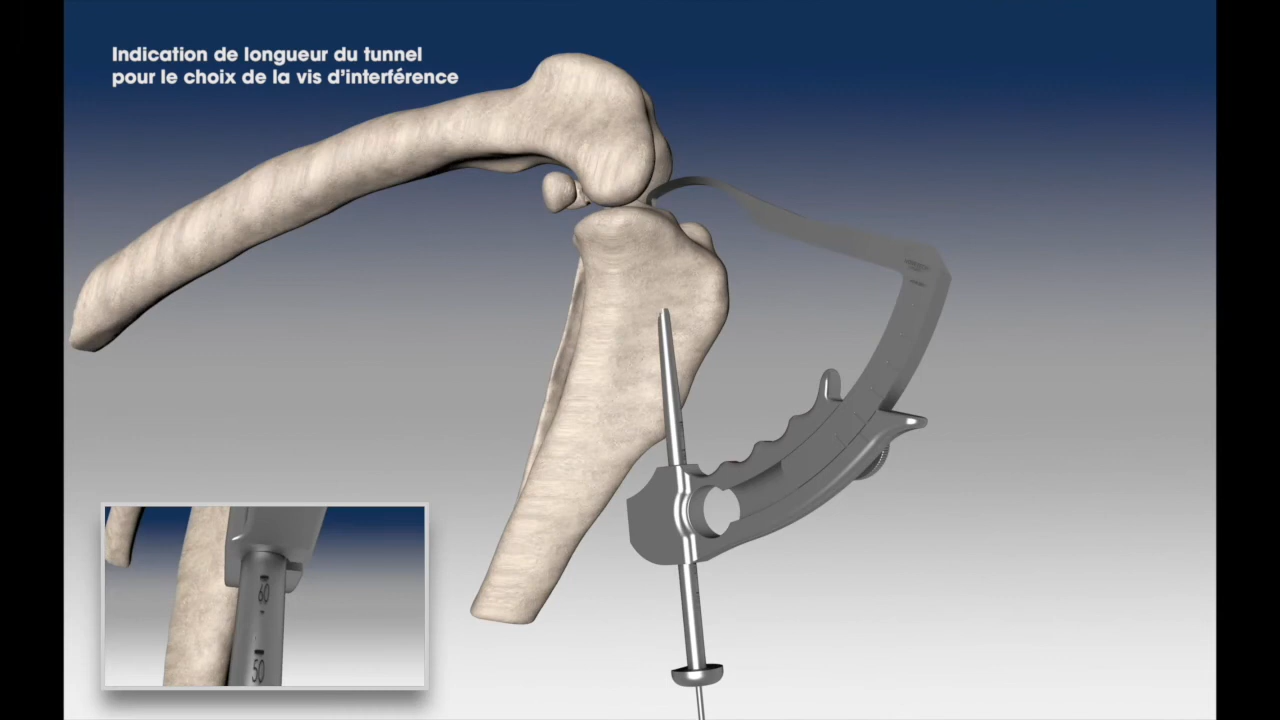 Indication de longueur du tunnel
pour le choix de la vis d'interférence
60
50